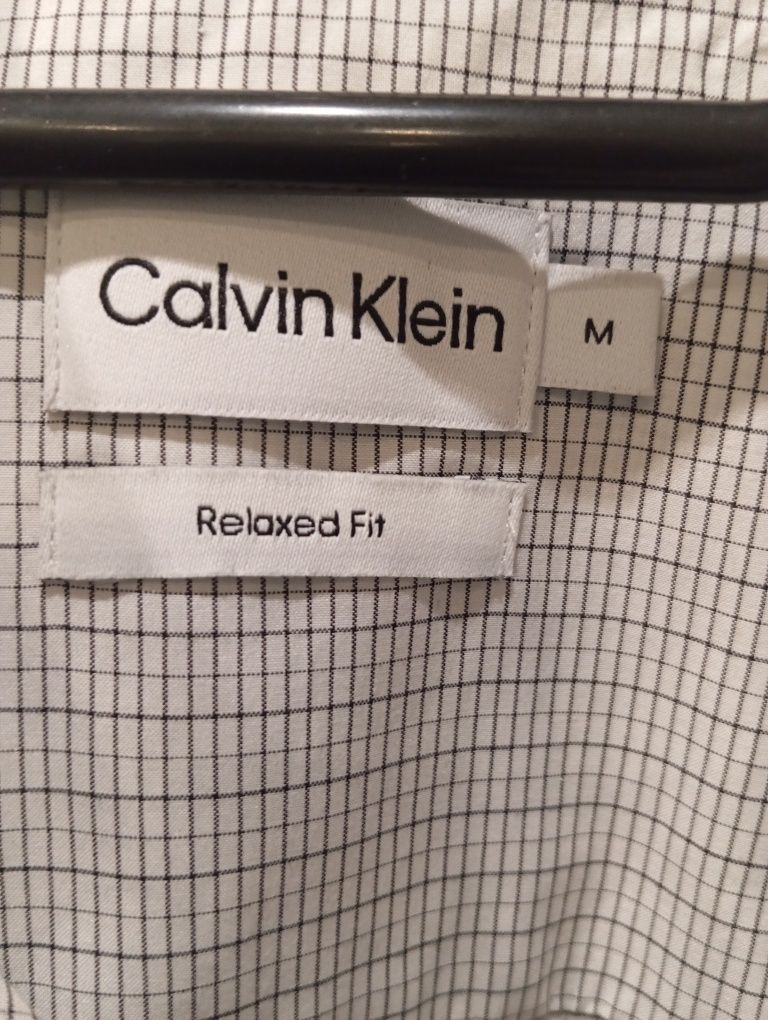 Calvin Klein
M
Relaxed Fit